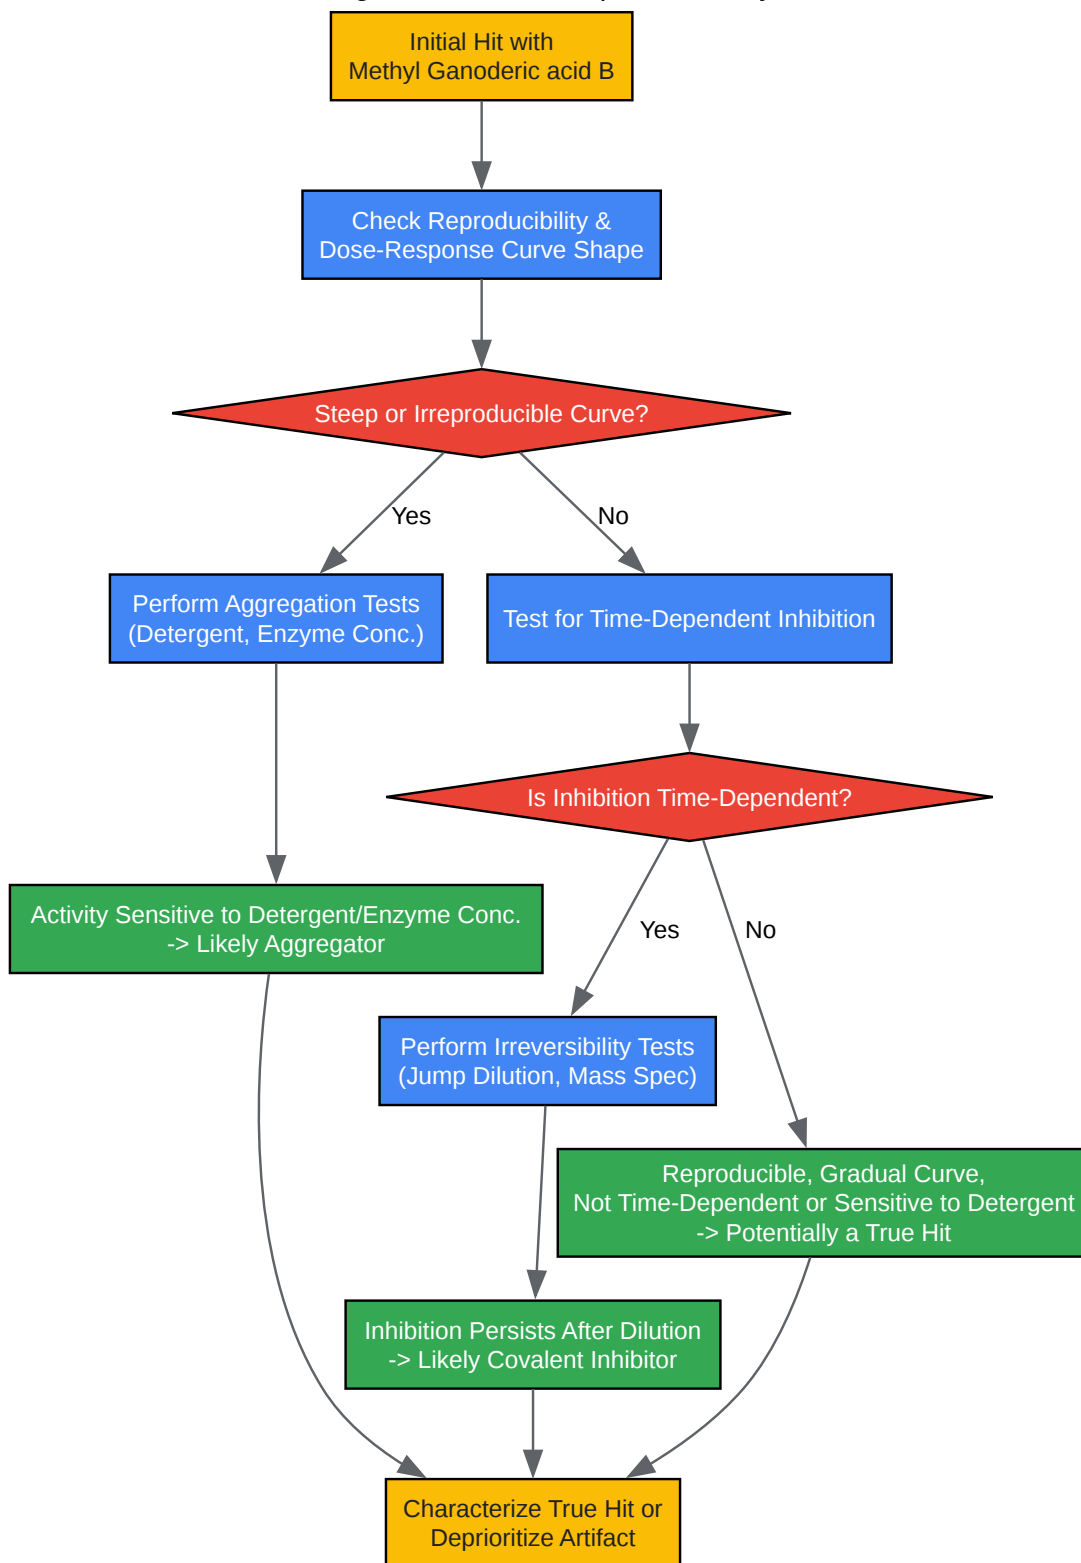 Initial Hit with
Methyl Ganoderic acid B
Check Reproducibility &
Dose-Response Curve Shape
Steep or Irreproducible Curve?
Yes
No
Perform Aggregation Tests
(Detergent, Enzyme Conc.)
Test for Time-Dependent Inhibition
Is Inhibition Time-Dependent?
Activity Sensitive to Detergent/Enzyme Conc.
-> Likely Aggregator
Yes
No
Perform Irreversibility Tests
(Jump Dilution, Mass Spec)
Reproducible, Gradual Curve,
Not Time-Dependent or Sensitive to Detergent
-> Potentially a True Hit
Inhibition Persists After Dilution
-> Likely Covalent Inhibitor
Characterize True Hit or
Deprioritize Artifact